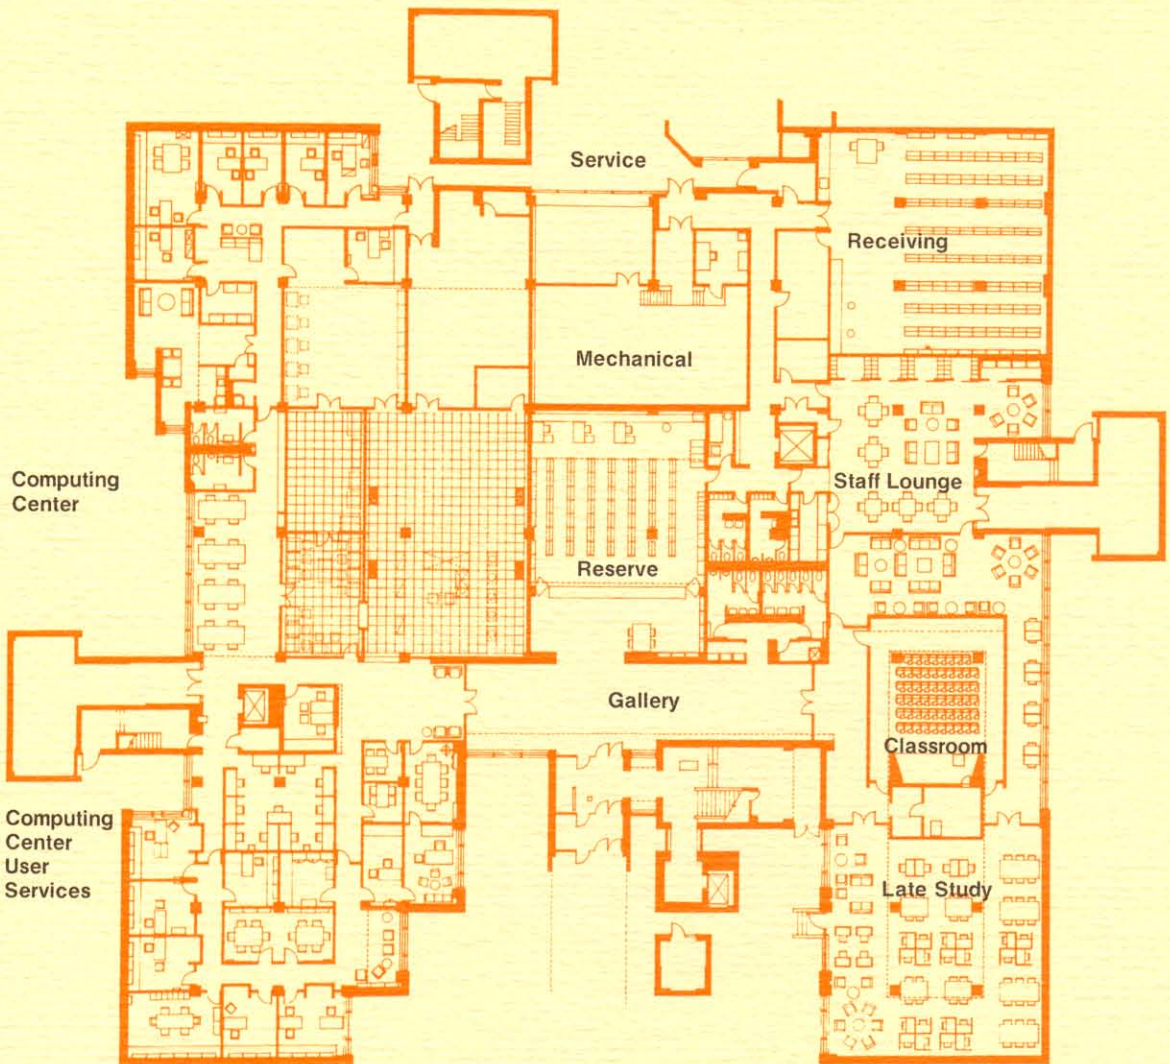 Service
Receiving
Mechanical
Computing
Center
Staff Lounge
Reserve
Gallery
Classroom
Computing
Center
User
Services
Late Study